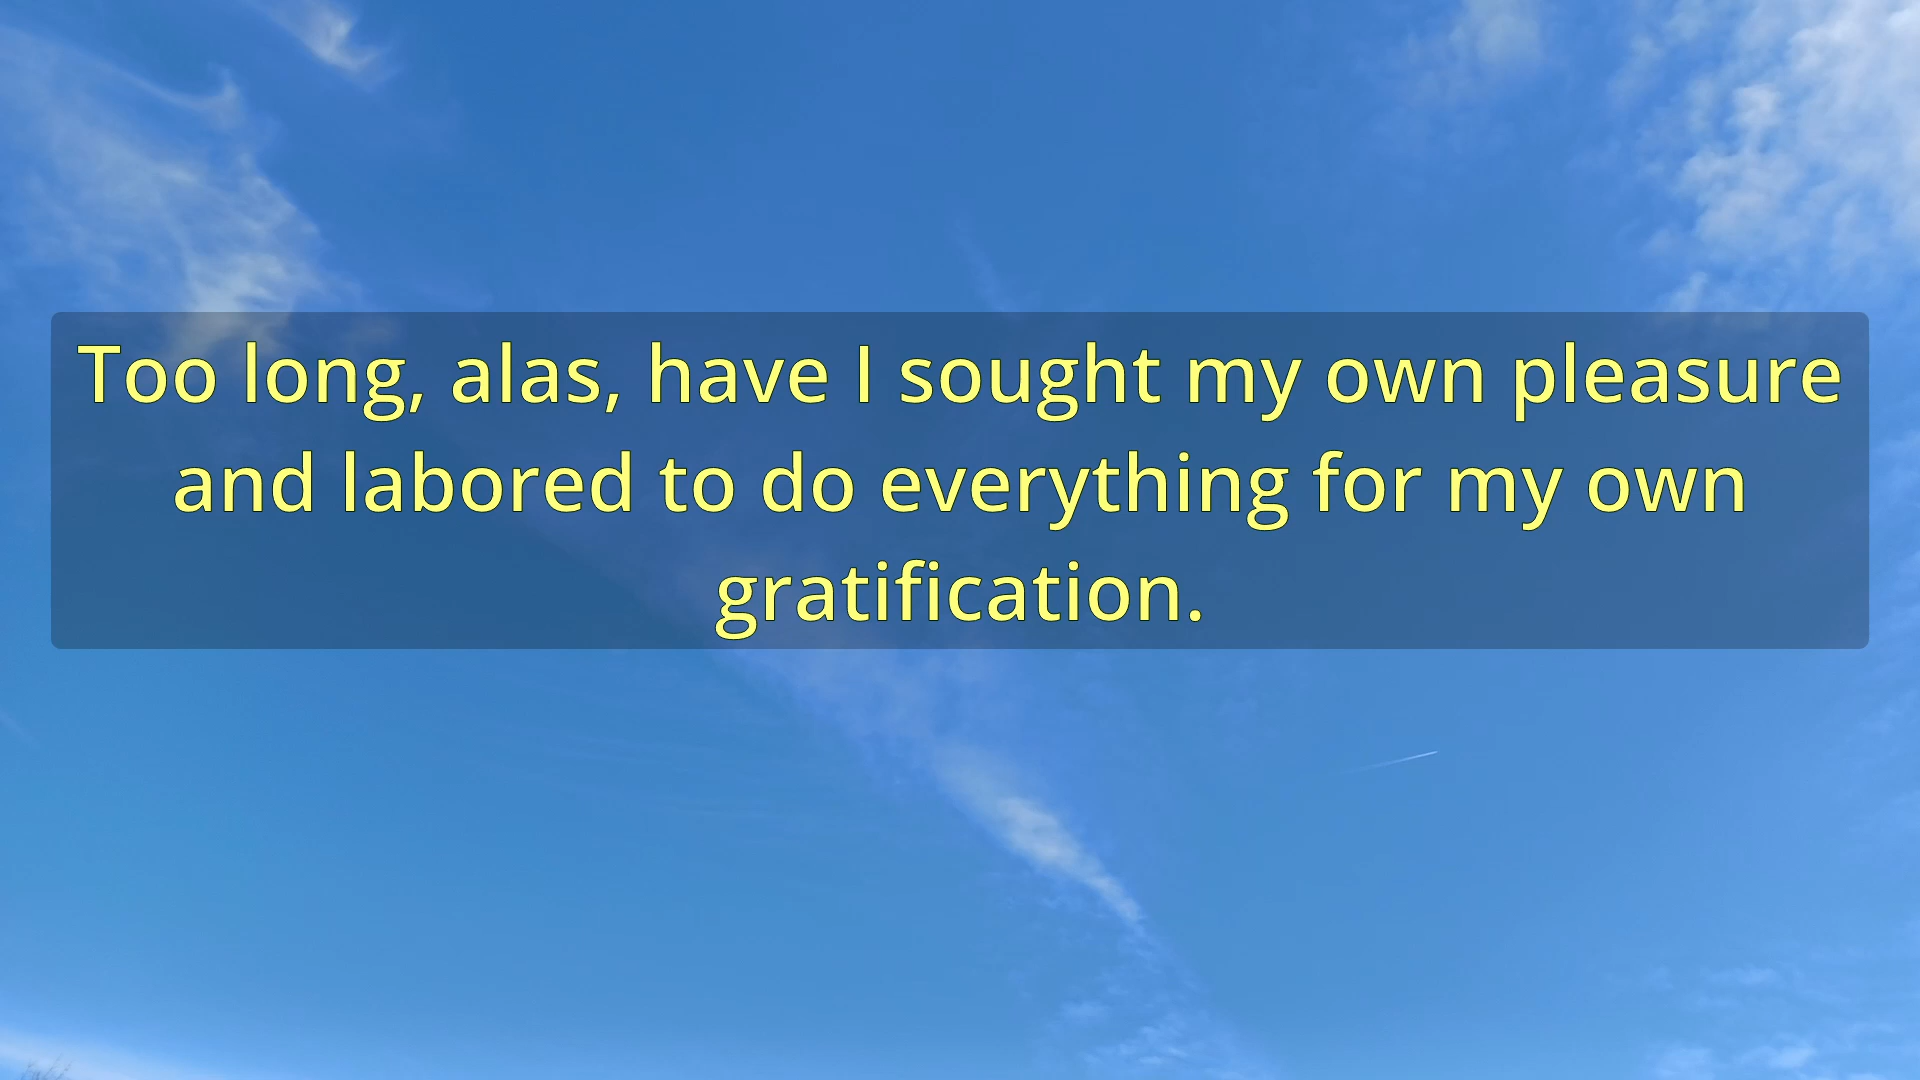 Too long, alas, have I sought my own pleasure
and labored to do everything for my own
gratification.